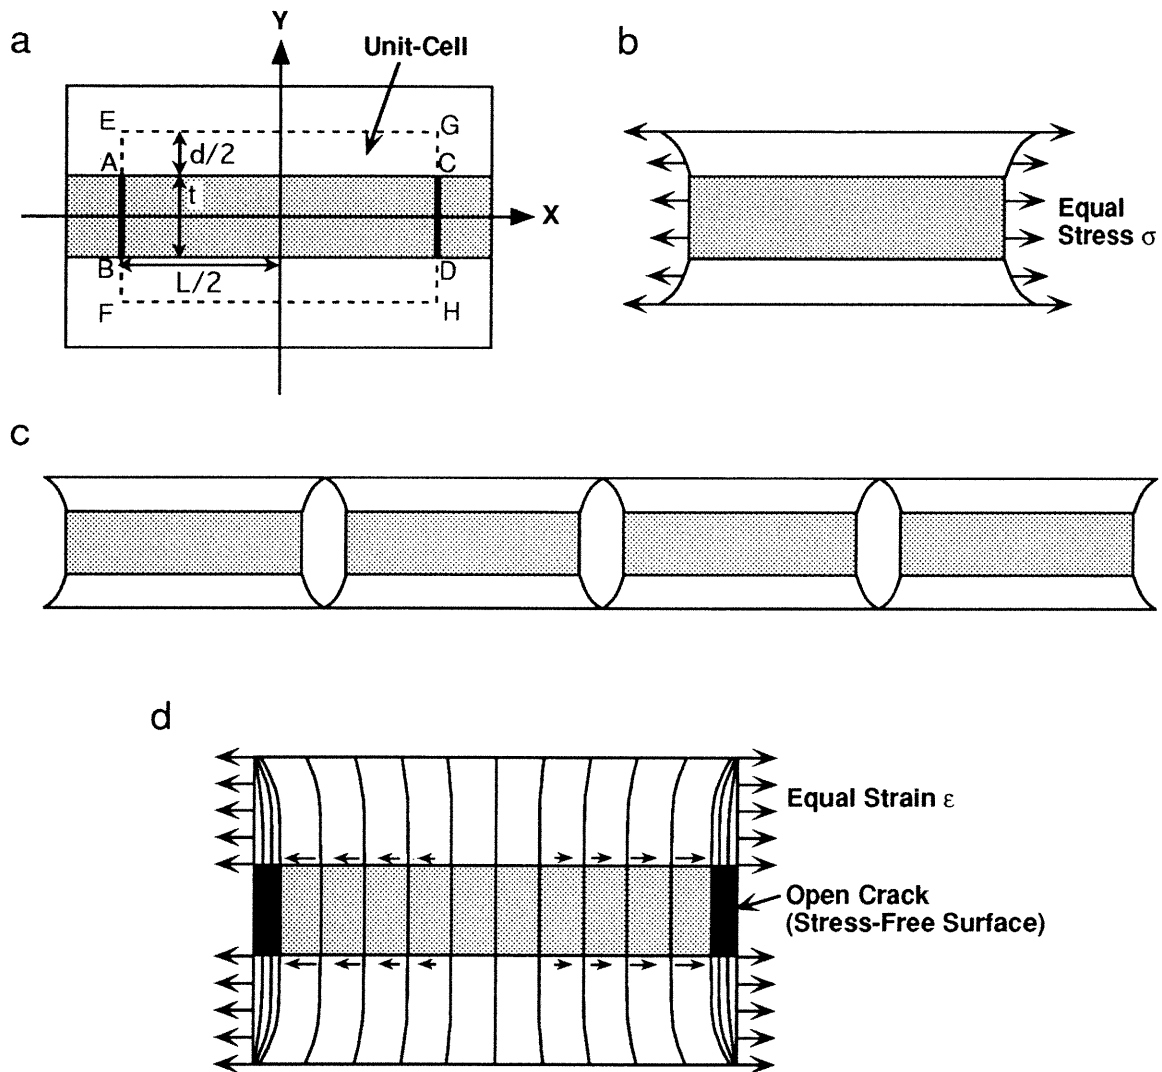 a
Y
Unit-Cell
E
G
d/2
A
C
t
X
B
D
L/2
F
H
b
Equal
Stress σ
c
d
Equal Strain ε
Open Crack
(Stress-Free Surface)